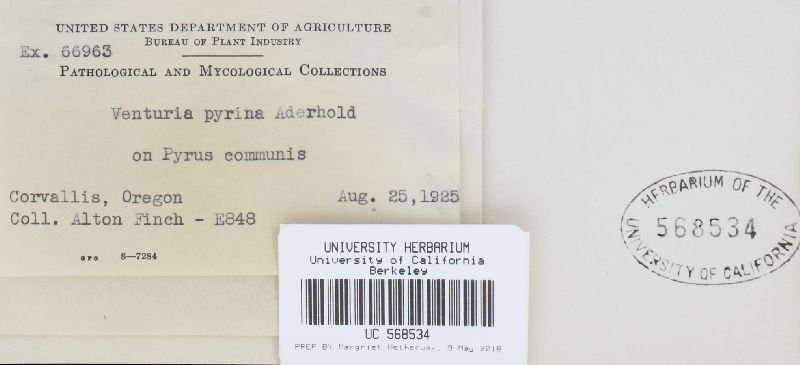 UNITED STATES DEPARTMENT OF AGRICULTURE
BUREAU OF PLANT INDUSTRY
Ex. 66963
PATHOLOGICAL AND MYCOLOGICAL COLLECTIONS
Venturia pyrina Aderhold
on Pyrus communis
Corvallis, Oregon Aug. 25,1925
Coll. Alton Finch - E848
GPO 8—7284
UNIVERSITY HERBARIUM
University of California
Berkeley
UC 568534
PREP BY Margriet 9 May 2018
HERBARIUM OF THE
568534
UNIVERSITY OF CALIFORNIA